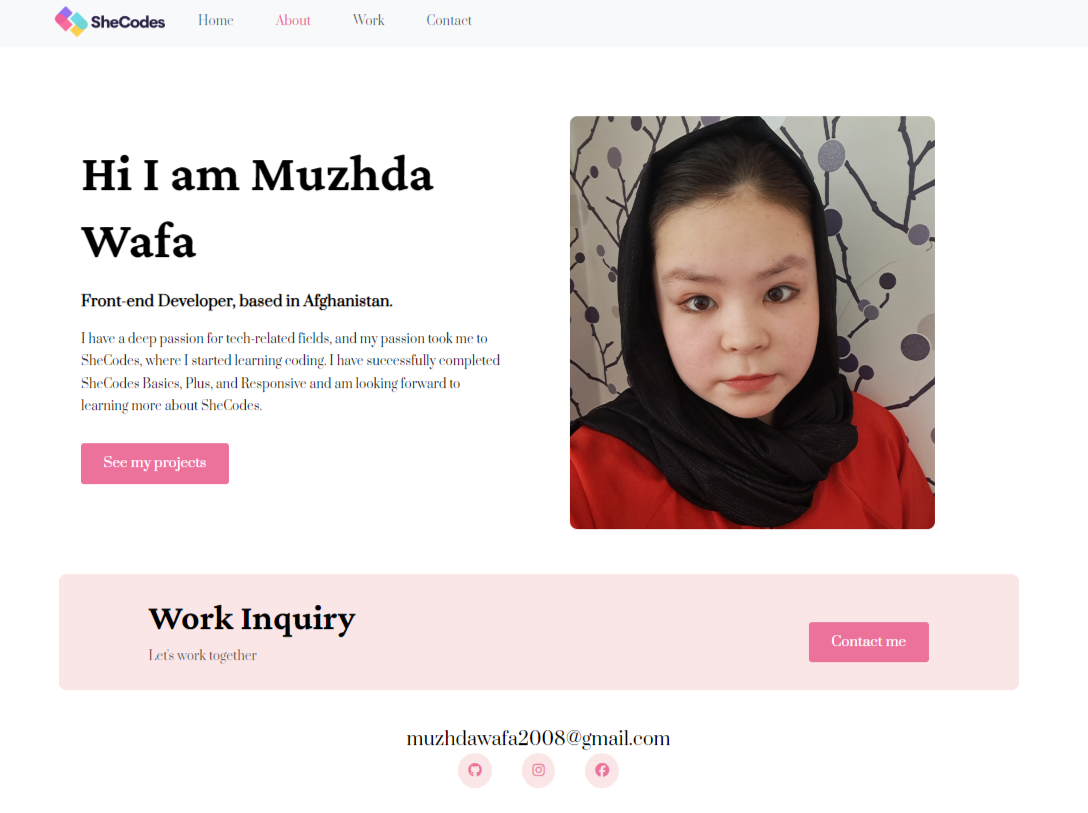 SheCodes Home About Work Contact
Hi I am Muzhda
Wafa
Front-end Developer, based in Afghanistan.
I have a deep passion for tech-related fields, and my passion took me to
SheCodes, where I started learning coding. I have successfully completed
SheCodes Basics, Plus, and Responsive and am looking forward to
learning more about SheCodes.
See my projects
Work Inquiry
Let's work together
Contact me
muzhdawafa2008@gmail.com